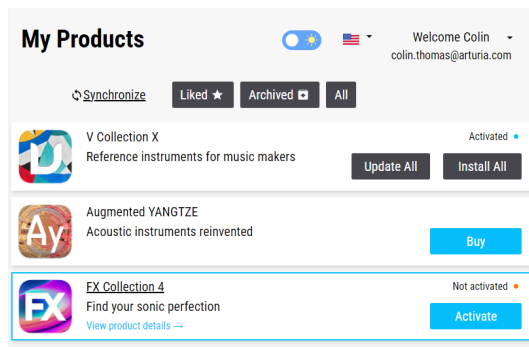 My Products
Welcome Colin
colin.thomas@arturia.com
Synchronize
Liked ★
Archived
All
V Collection X
Activated
Reference instruments for music makers
Update All
Install All
Ay
Augmented YANGTZE
Acoustic instruments reinvented
Buy
FX
FX Collection 4
Not activated
Find your sonic perfection
Activate
View product details →